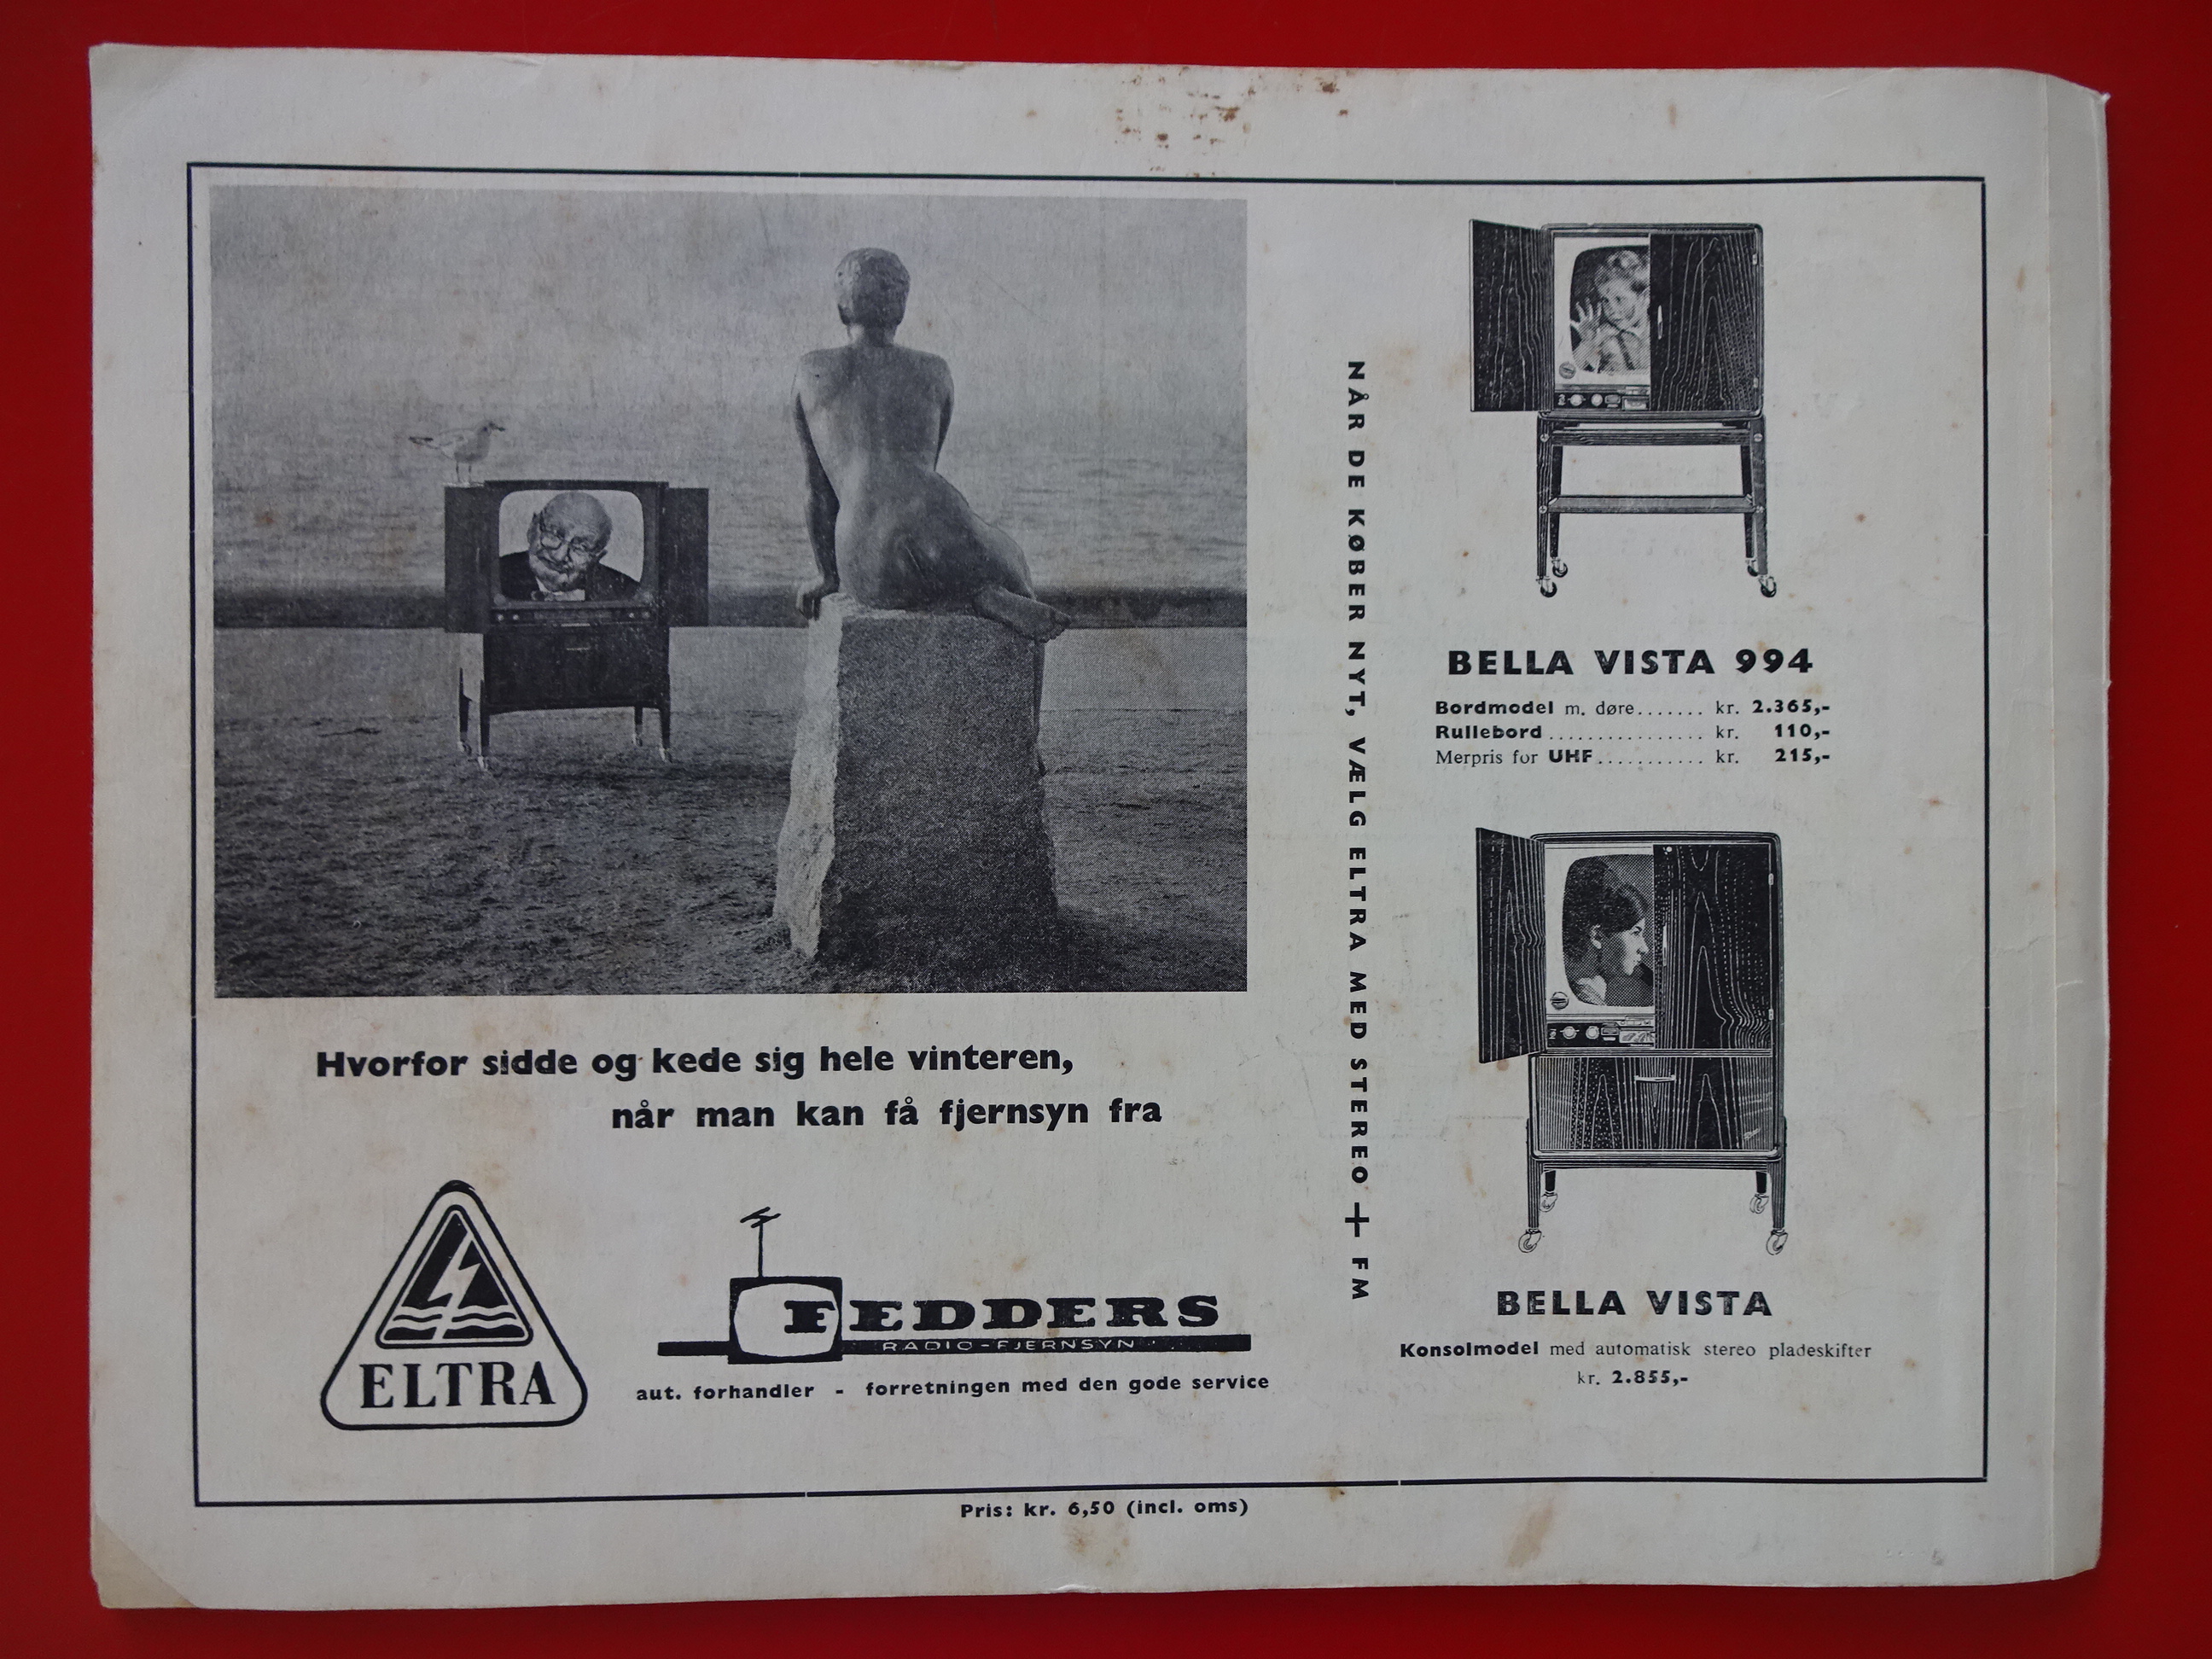 Hvorfor sidde og kede sig hele vinteren,
når man kan få fjernsyn fra
ELTRA
FEDDERS
RADIO-FJERNSYN
aut. forhandler - forretningen med den gode service
NÅR DE KØBER NYT, VÆLG ELTRA MED STEREO + FM
BELLA VISTA 994
Bordmodel m. døre....... kr. 2.365,-
Rullebord ................ kr. 110,-
Merpris for UHF........... kr. 215,-
BELLA VISTA
Konsolmodel med automatisk stereo pladeskifter
kr. 2.855,-
Pris: kr. 6,50 (incl. oms)